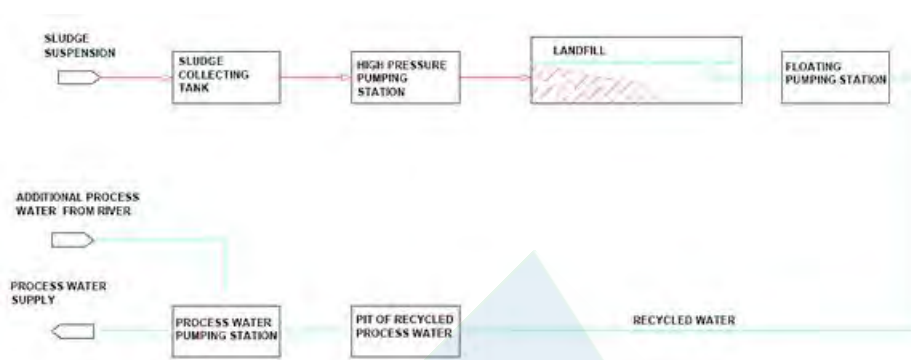 SLUDGE
SUSPENSION
SLUDGE
COLLECTING
TANK
HIGH PRESSURE
PUMPING
STATION
LANDFILL
FLOATING
PUMPING STATION
ADDITIONAL PROCESS
WATER FROM RIVER
PROCESS WATER
SUPPLY
PROCESS WATER
PUMPING STATION
PIT OF RECYCLED
PROCESS WATER
RECYCLED WATER